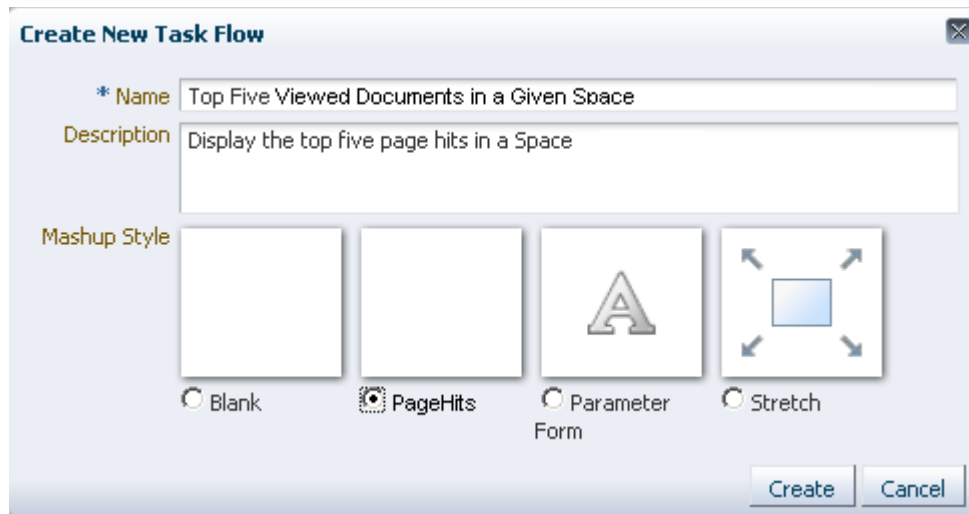 Create New Task Flow
* Name Top Five Viewed Documents in a Given Space
Description Display the top five page hits in a Space
Mashup Style
A
Blank PageHits Parameter Form Stretch
Create Cancel